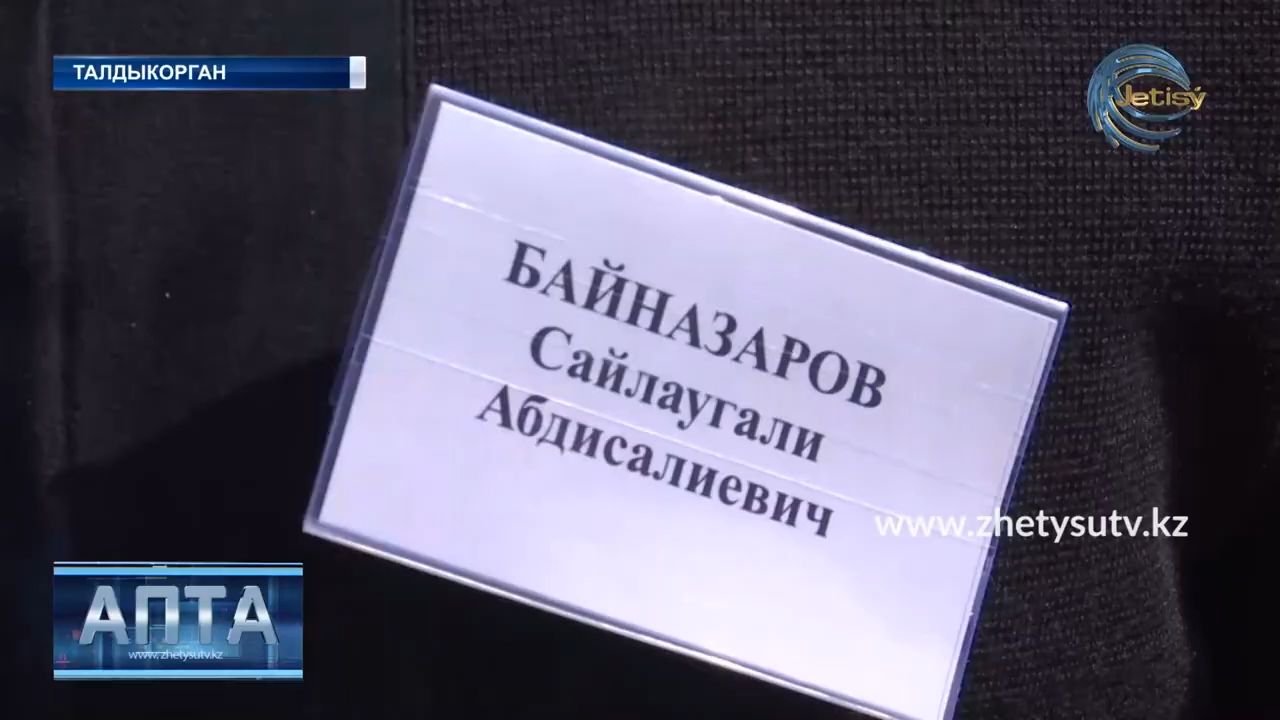 ТАЛДЫКОРГАН
Jetisý
БАЙНАЗАРОВ
Сайлаугали
Абдисалиевич
www.zhetysutv.kz
АПТА
www.zhetysutv.kz